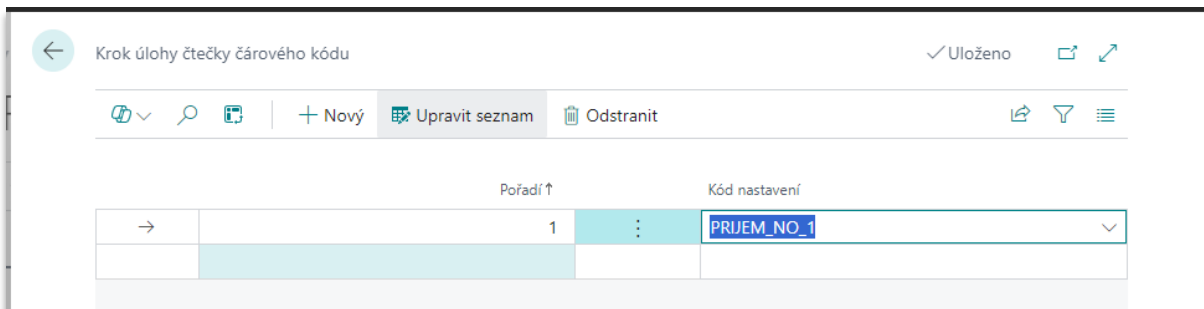 Krok úlohy čtečky čárového kódu ✓ Uloženo
+ Nový Upravit seznam Odstranit
Pořadí ↑ Kód nastavení
→ 1 PRIJEM_NO_1